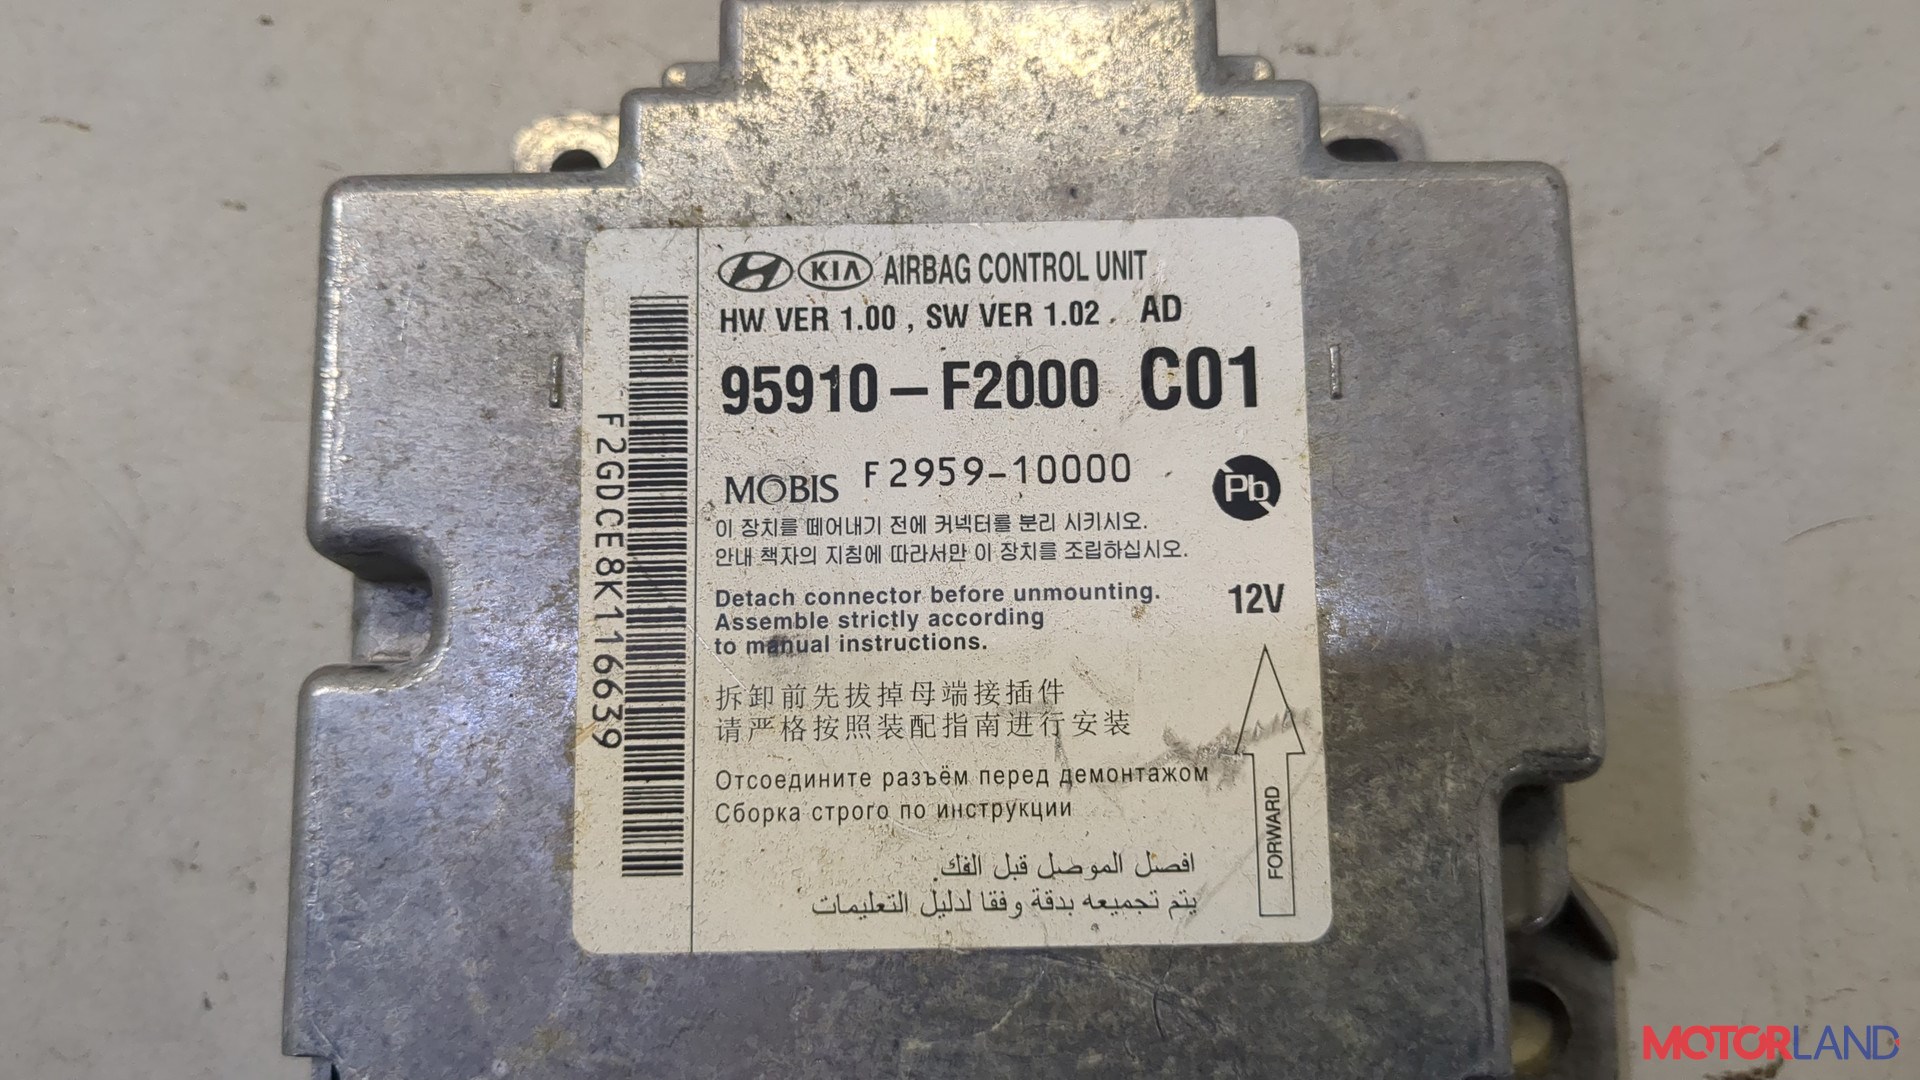 KIA AIRBAG CONTROL UNIT
HW VER 1.00 , SW VER 1.02 . AD
95910-F2000 C01
MOBIS F2959-10000
Pb
이 장치를 떼어내기 전에 커넥터를 분리 시키시오.
안내 책자의 지침에 따라서만 이 장치를 조립하십시오.
Detach connector before unmounting.
Assemble strictly according
to manual instructions.
12V
拆卸前先拔掉母端接插件
请严格按照装配指南进行安装
Отсоедините разъём перед демонтажом
Сборка строго по инструкции
افصل الموصل قبل الفك.
يتم تجميعه بدقة وفقا لدليل التعليمات
FORWARD
F2GDCE8K116639
MOTORLAND